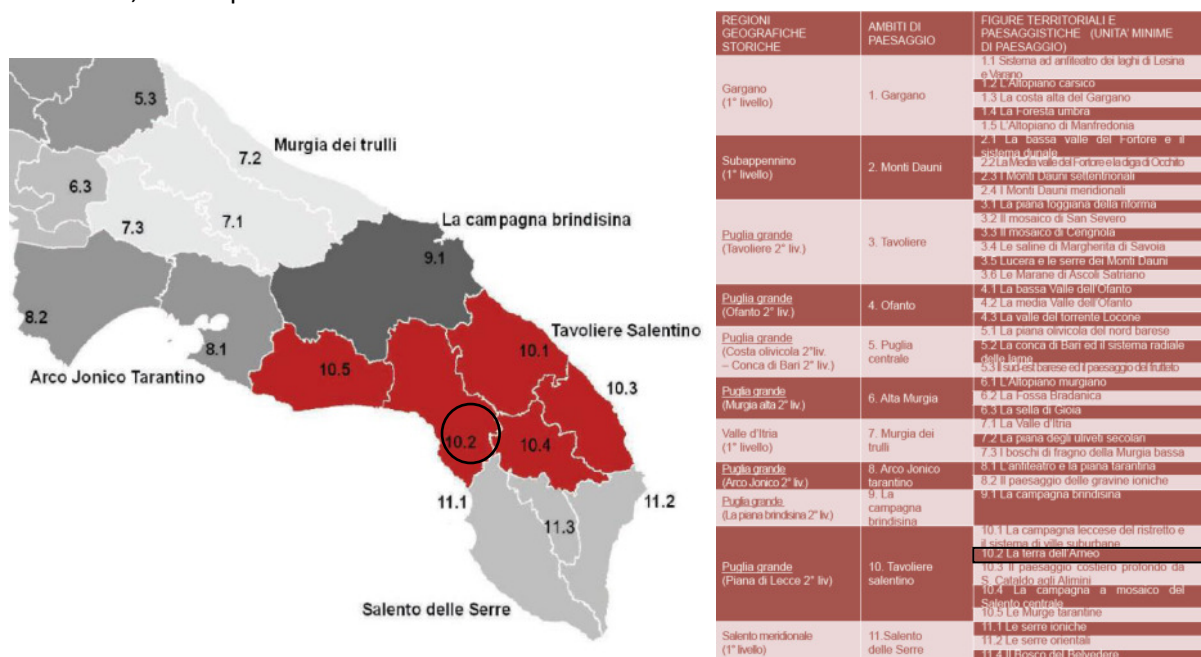 5.3
Murgia dei trulli
7.2
6.3
7.3
7.1
La campagna brindisina
9.1
8.2
8.1
Arco Jonico Tarantino
Tavoliere Salentino
10.1
10.5
10.3
10.2
10.4
11.1
11.2
11.3
Salento delle Serre
REGIONI
GEOGRAFICHE
STORICHE
AMBITI DI
PAESAGGIO
FIGURE TERRITORIALI E
PAESAGGISTICHE (UNITA' MINIME
DI PAESAGGIO)
Gargano
(1° livello)
1. Gargano
1.1 Sistema ad anfiteatro dei laghi di Lesina
e Varano
1.2 L'Altopiano carsico
1.3 La costa alta del Gargano
1.4 La Foresta umbra
1.5 L'Altopiano di Manfredonia
Subappennino
(1° livello)
2. Monti Dauni
2.1 La bassa valle del Fortore e il
sistema dunale
2.2 La Media valle del Fortore e la diga di Occhito
2.3 I Monti Dauni settentrionali
2.4 I Monti Dauni meridionali
Puglia grande
(Tavoliere 2° liv.)
3. Tavoliere
3.1 La piana foggiana della riforma
3.2 Il mosaico di San Severo
3.3 Il mosaico di Cerignola
3.4 Le saline di Margherita di Savoia
3.5 Lucera e le serre dei Monti Dauni
3.6 Le Marane di Ascoli Satriano
Puglia grande
(Ofanto 2° liv.)
4. Ofanto
4.1 La bassa Valle dell'Ofanto
4.2 La media Valle dell'Ofanto
4.3 La valle del torrente Locone
Puglia grande
(Costa olivicola 2°liv.
– Conca di Bari 2° liv.)
5. Puglia
centrale
5.1 La piana olivicola del nord barese
5.2 La conca di Bari ed il sistema radiale
delle lame
5.3 Il sud-est barese ed il paesaggio del frutteto
Puglia grande
(Murgia alta 2° liv.)
6. Alta Murgia
6.1 L'Altopiano murgiano
6.2 La Fossa Bradanica
6.3 La sella di Gioia
Valle d'Itria
(1° livello)
7. Murgia dei
trulli
7.1 La Valle d'Itria
7.2 La piana degli uliveti secolari
7.3 I boschi di fragno della Murgia bassa
Puglia grande
(Arco Jonico 2° liv.)
8. Arco Jonico
tarantino
8.1 L'anfiteatro e la piana tarantina
8.2 Il paesaggio delle gravine ioniche
Puglia grande
(La piana brindisina 2° liv.)
9. La
campagna
brindisina
9.1 La campagna brindisina
Puglia grande
(Piana di Lecce 2° liv)
10. Tavoliere
salentino
10.1 La campagna leccese del ristretto e
il sistema di ville suburbane
10.2 La terra dell'Arneo
10.3 Il paesaggio costiero profondo da
S. Cataldo agli Alimini
10.4 La campagna a mosaico del
Salento centrale
10.5 Le Murge tarantine
Salento meridionale
(1° livello)
11.Salento
delle Serre
11.1 Le serre ioniche
11.2 Le serre orientali
11.4 Il Bosco del Belvedere